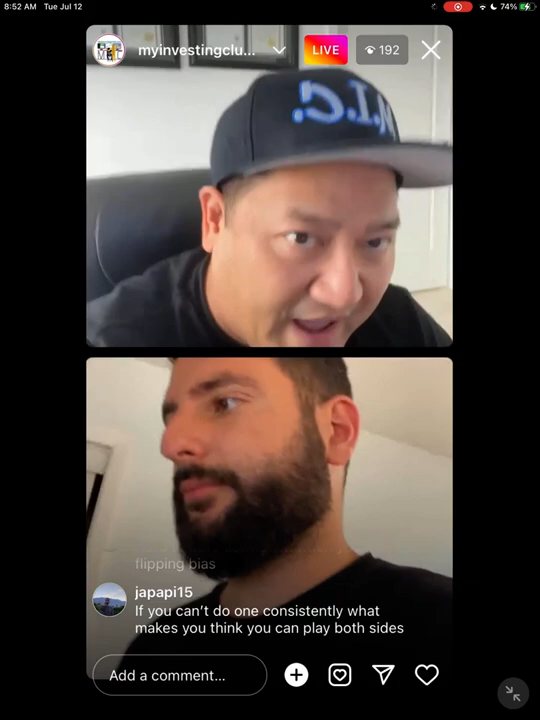 8:52 AM Tue Jul 12
74%
myinvestingclu...
LIVE
192
M.I.C.
flipping bias
japapi15
If you can't do one consistently what
makes you think you can play both sides
Add a comment...